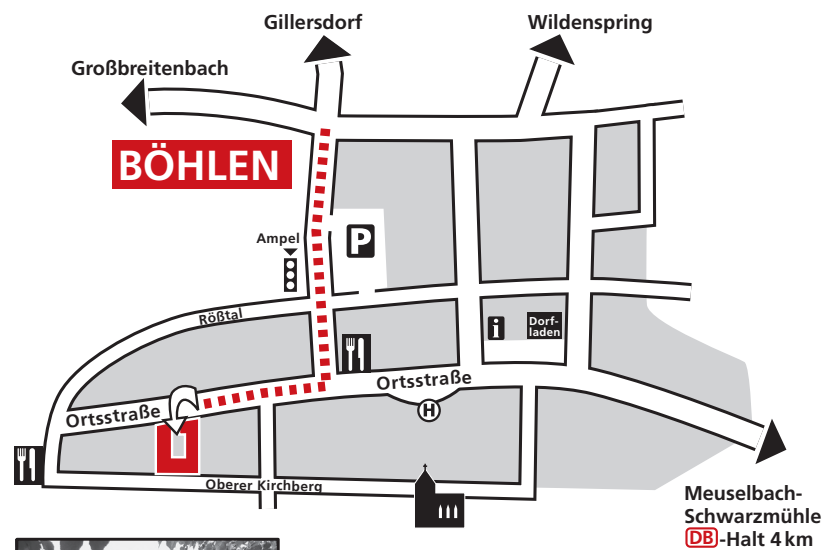 Gillersdorf
Wildenspring
Großbreitenbach
BÖHLEN
Ampel
P
Rößtal
i
Dorf-
laden
Ortsstraße
Ortsstraße
H
Oberer Kirchberg
Meuselbach-
Schwarzmühle
DB-Halt 4 km